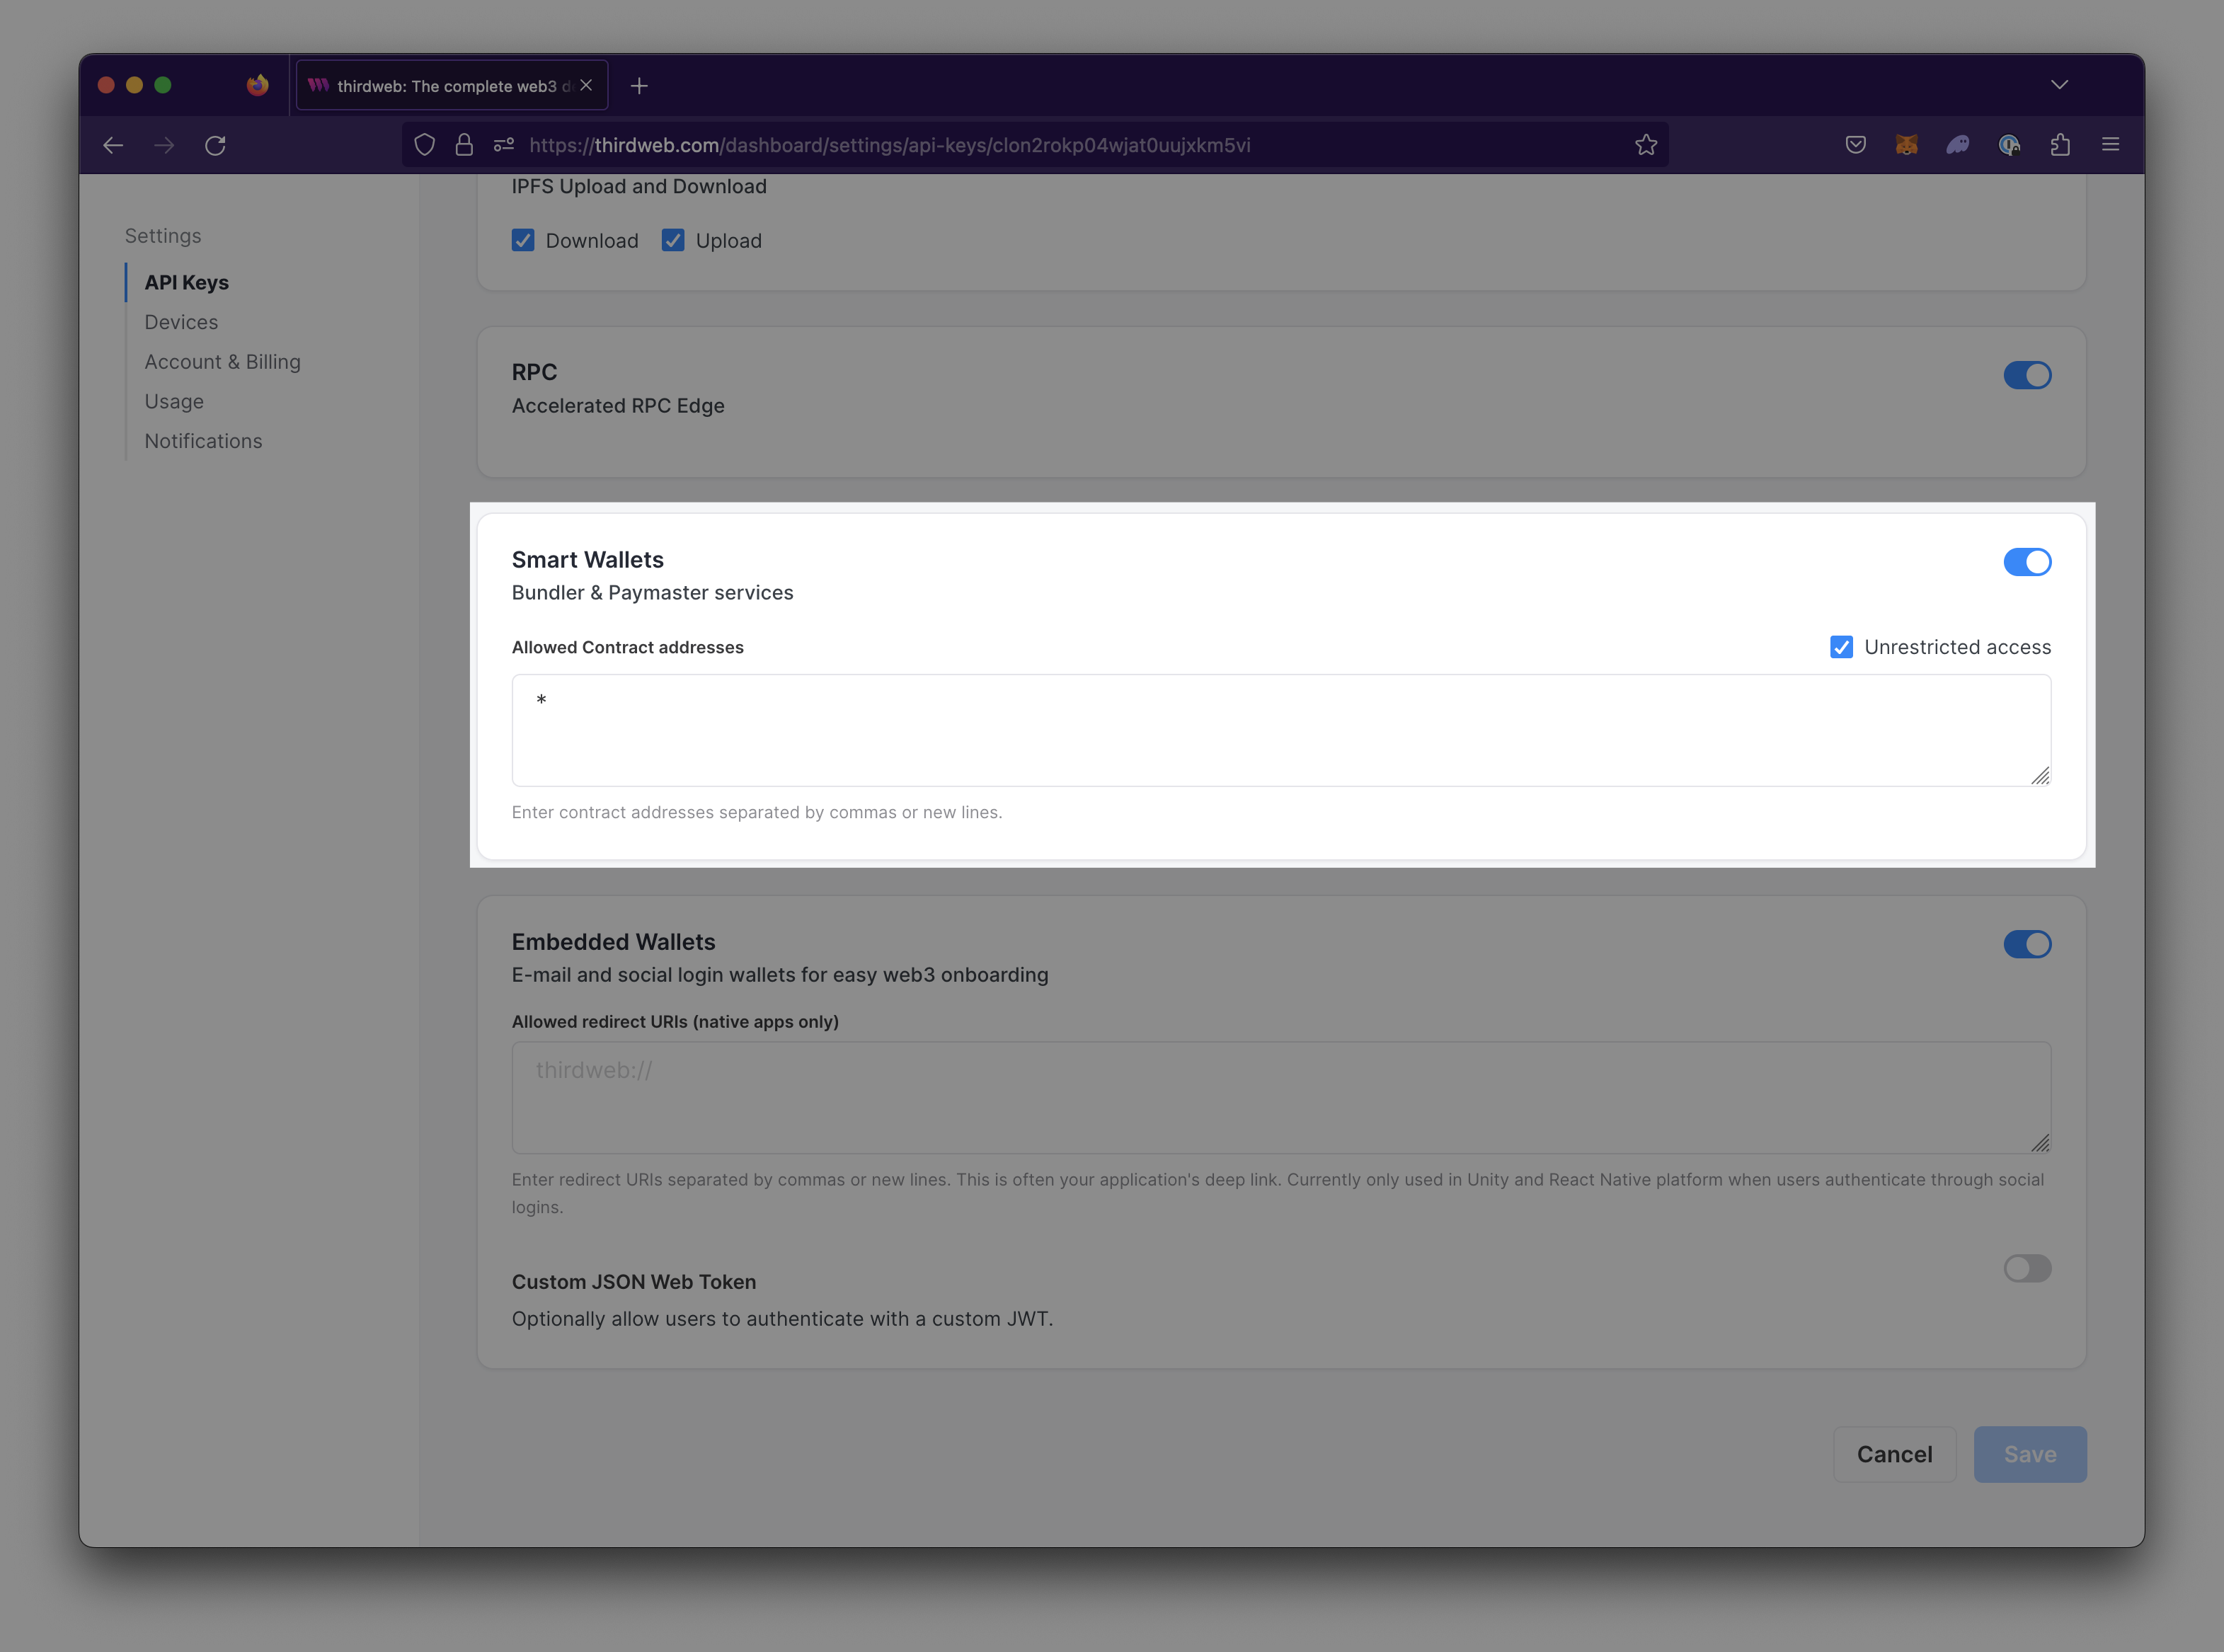 thirdweb: The complete web3 d
https://thirdweb.com/dashboard/settings/api-keys/clon2rokp04wjat0uujxkm5vi
Settings
API Keys
Devices
Account & Billing
Usage
Notifications
IPFS Upload and Download
Download Upload
RPC
Accelerated RPC Edge
Smart Wallets
Bundler & Paymaster services
Allowed Contract addresses
Unrestricted access
*
Enter contract addresses separated by commas or new lines.
Embedded Wallets
E-mail and social login wallets for easy web3 onboarding
Allowed redirect URIs (native apps only)
thirdweb://
Enter redirect URIs separated by commas or new lines. This is often your application's deep link. Currently only used in Unity and React Native platform when users authenticate through social
logins.
Custom JSON Web Token
Optionally allow users to authenticate with a custom JWT.
Cancel
Save